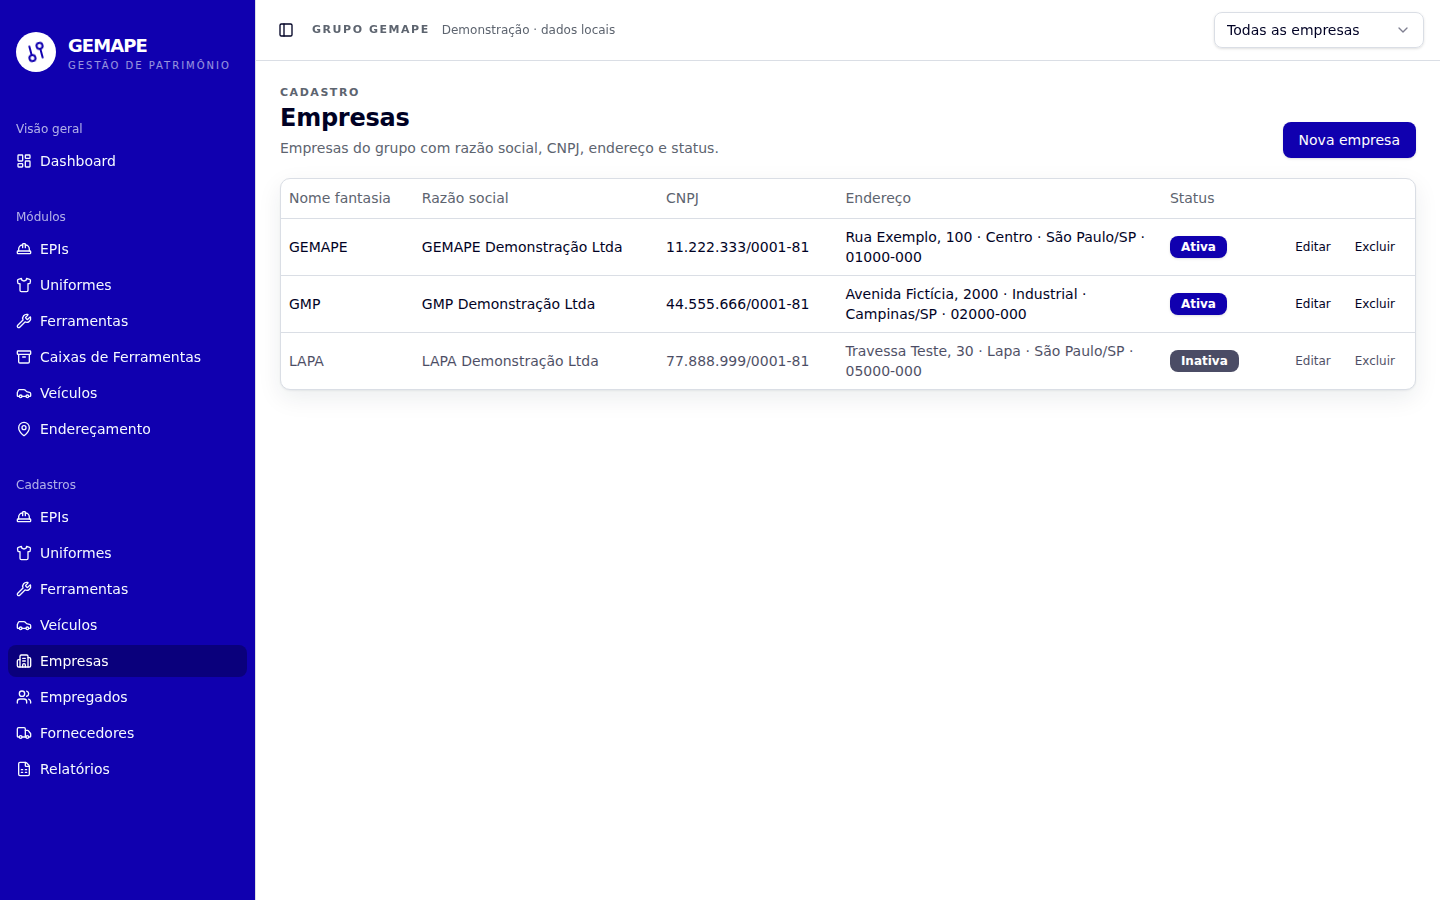 GEMAPE
GESTÃO DE PATRIMÔNIO
Visão geral
Dashboard
Módulos
EPIs
Uniformes
Ferramentas
Caixas de Ferramentas
Veículos
Endereçamento
Cadastros
EPIs
Uniformes
Ferramentas
Veículos
Empresas
Empregados
Fornecedores
Relatórios
GRUPO GEMAPE Demonstração · dados locais
Todas as empresas
CADASTRO
Empresas
Empresas do grupo com razão social, CNPJ, endereço e status.
Nova empresa
Nome fantasia Razão social CNPJ Endereço Status
GEMAPE GEMAPE Demonstração Ltda 11.222.333/0001-81 Rua Exemplo, 100 · Centro · São Paulo/SP · Ativa Editar Excluir
01000-000
GMP GMP Demonstração Ltda 44.555.666/0001-81 Avenida Fictícia, 2000 · Industrial · Ativa Editar Excluir
Campinas/SP · 02000-000
LAPA LAPA Demonstração Ltda 77.888.999/0001-81 Travessa Teste, 30 · Lapa · São Paulo/SP · Inativa Editar Excluir
05000-000